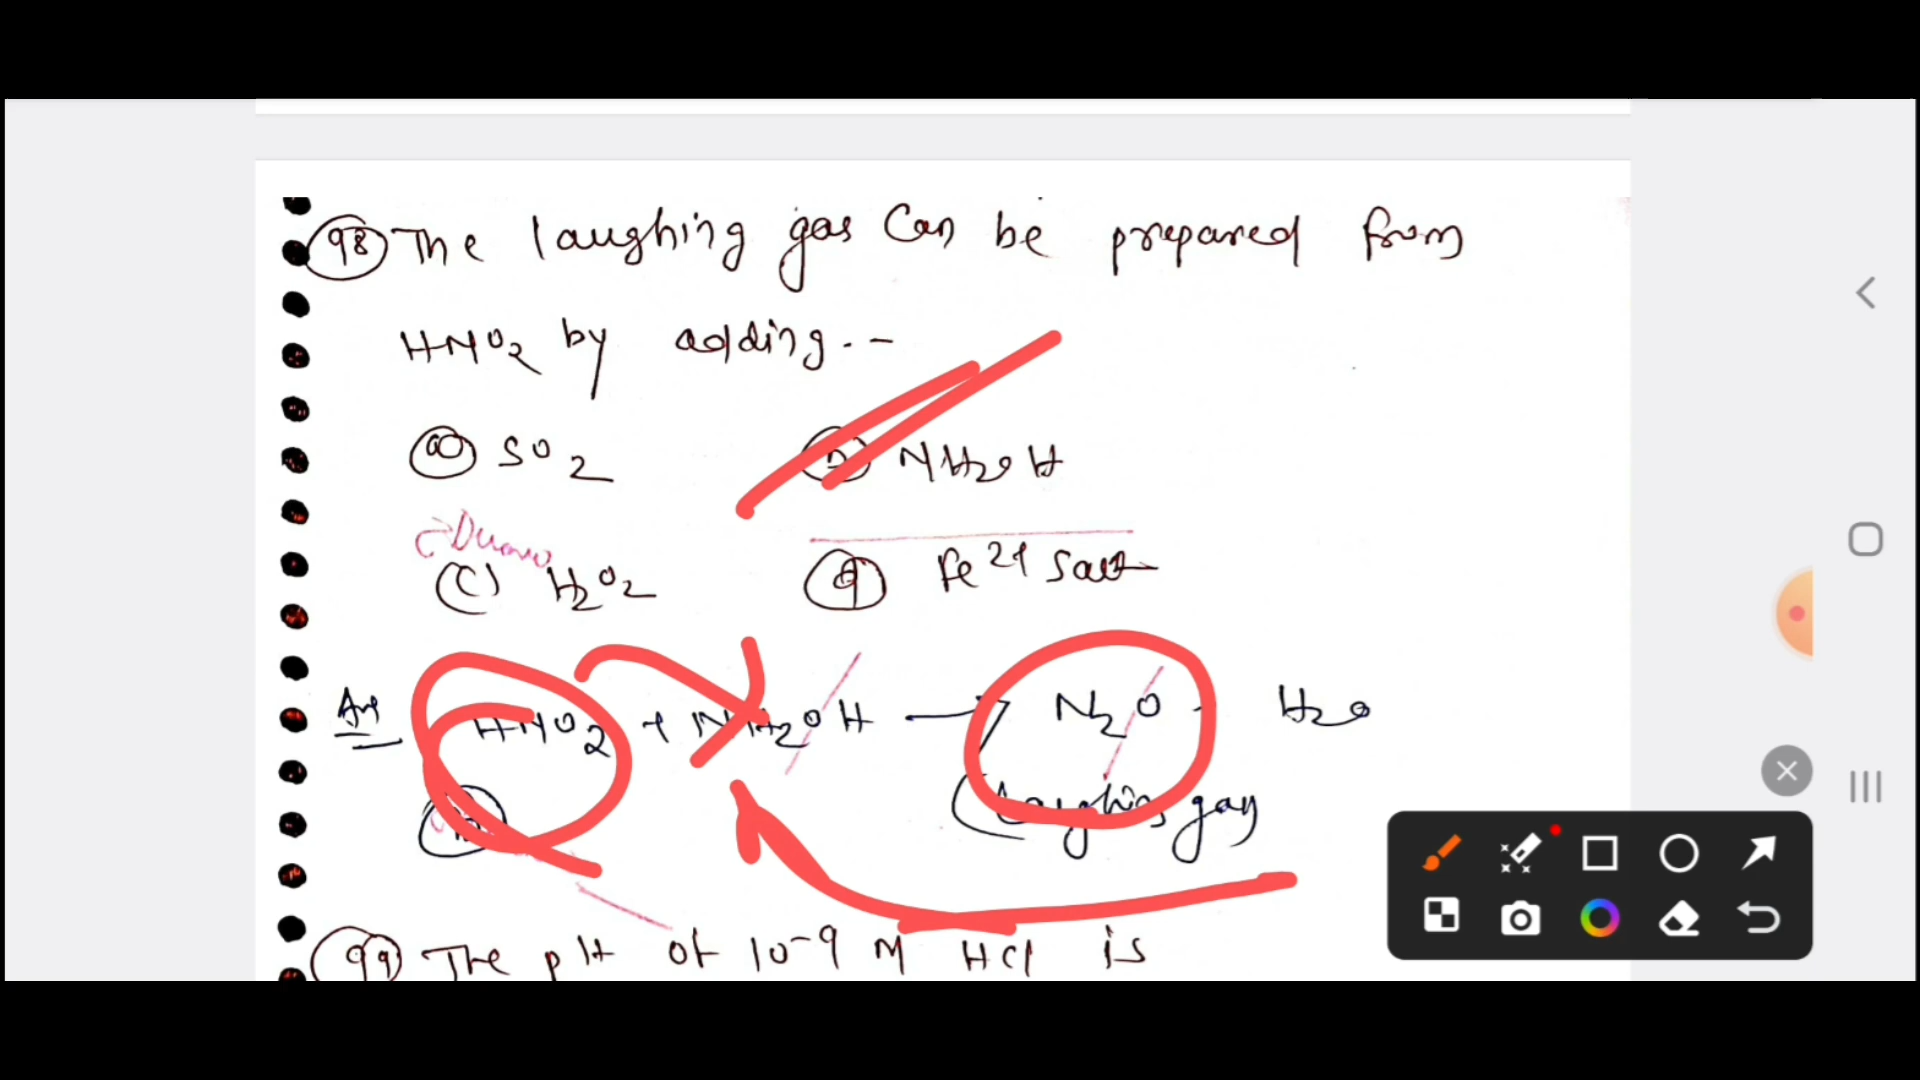 98 The laughing gas can be prepared from
HNO2 by adding. -
a SO2 b NH2OH
(C) H2O2 d Fe2+ Salt
Ans HNO2 + NH2OH → N2O H2O
(Laughing gas
99 The pH of 10-9 M HCl is